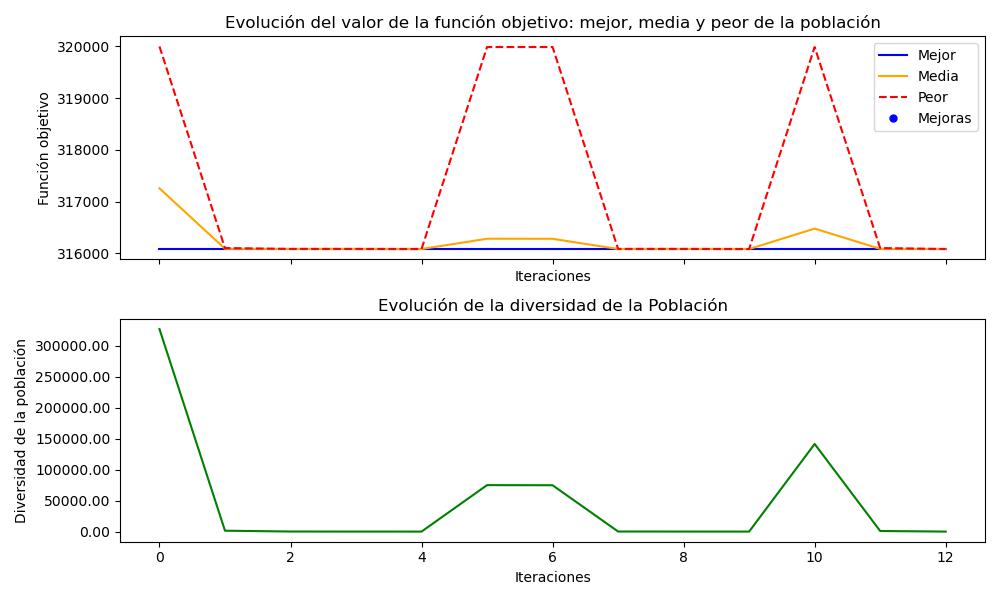 Evolución del valor de la función objetivo: mejor, media y peor de la población
320000
319000
318000
317000
316000
Función objetivo
Mejor
Media
Peor
Mejoras
Iteraciones
Evolución de la diversidad de la Población
300000.00
250000.00
200000.00
150000.00
100000.00
50000.00
0.00
Diversidad de la población
0 2 4 6 8 10 12
Iteraciones